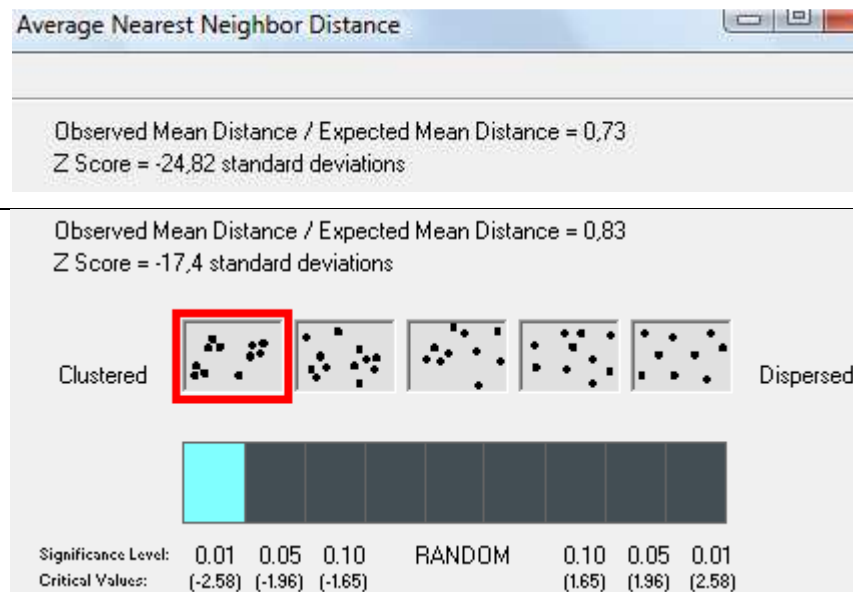 Average Nearest Neighbor Distance
Observed Mean Distance / Expected Mean Distance = 0,73
Z Score = -24,82 standard deviations
Observed Mean Distance / Expected Mean Distance = 0,83
Z Score = -17,4 standard deviations
Clustered Dispersed
Significance Level: 0.01 0.05 0.10 RANDOM 0.10 0.05 0.01
Critical Values: (-2.58) (-1.96) (-1.65) (1.65) (1.96) (2.58)